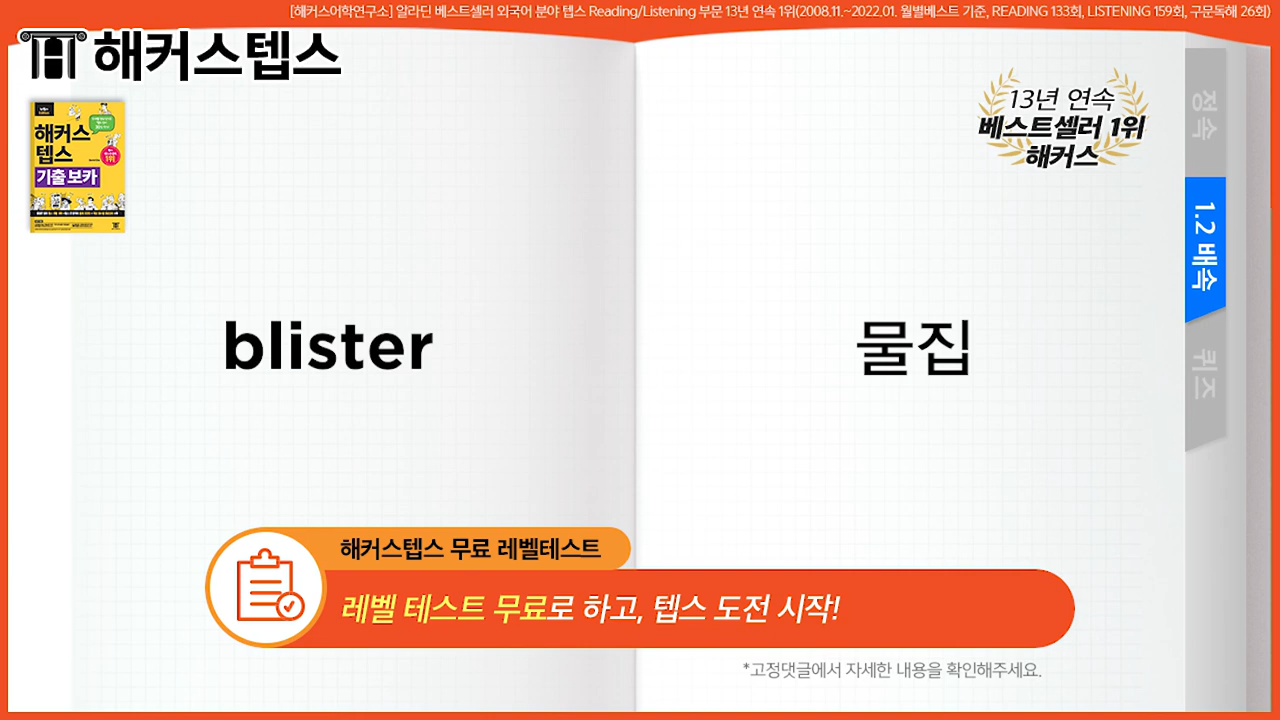 [해커스어학연구소] 알라딘 베스트셀러 외국어 분야 텝스 Reading/Listening 부문 13년 연속 1위(2008.11.~2022.01. 월별베스트 기준, READING 133회, LISTENING 159회, 구문독해 26회)
해커스텝스
해커스
텝스
기출 보카
13년 연속
베스트셀러 1위
해커스
정속
1.2 배속
퀴즈
blister
물집
해커스텝스 무료 레벨테스트
레벨 테스트 무료로 하고, 텝스 도전 시작!
*고정댓글에서 자세한 내용을 확인해주세요.